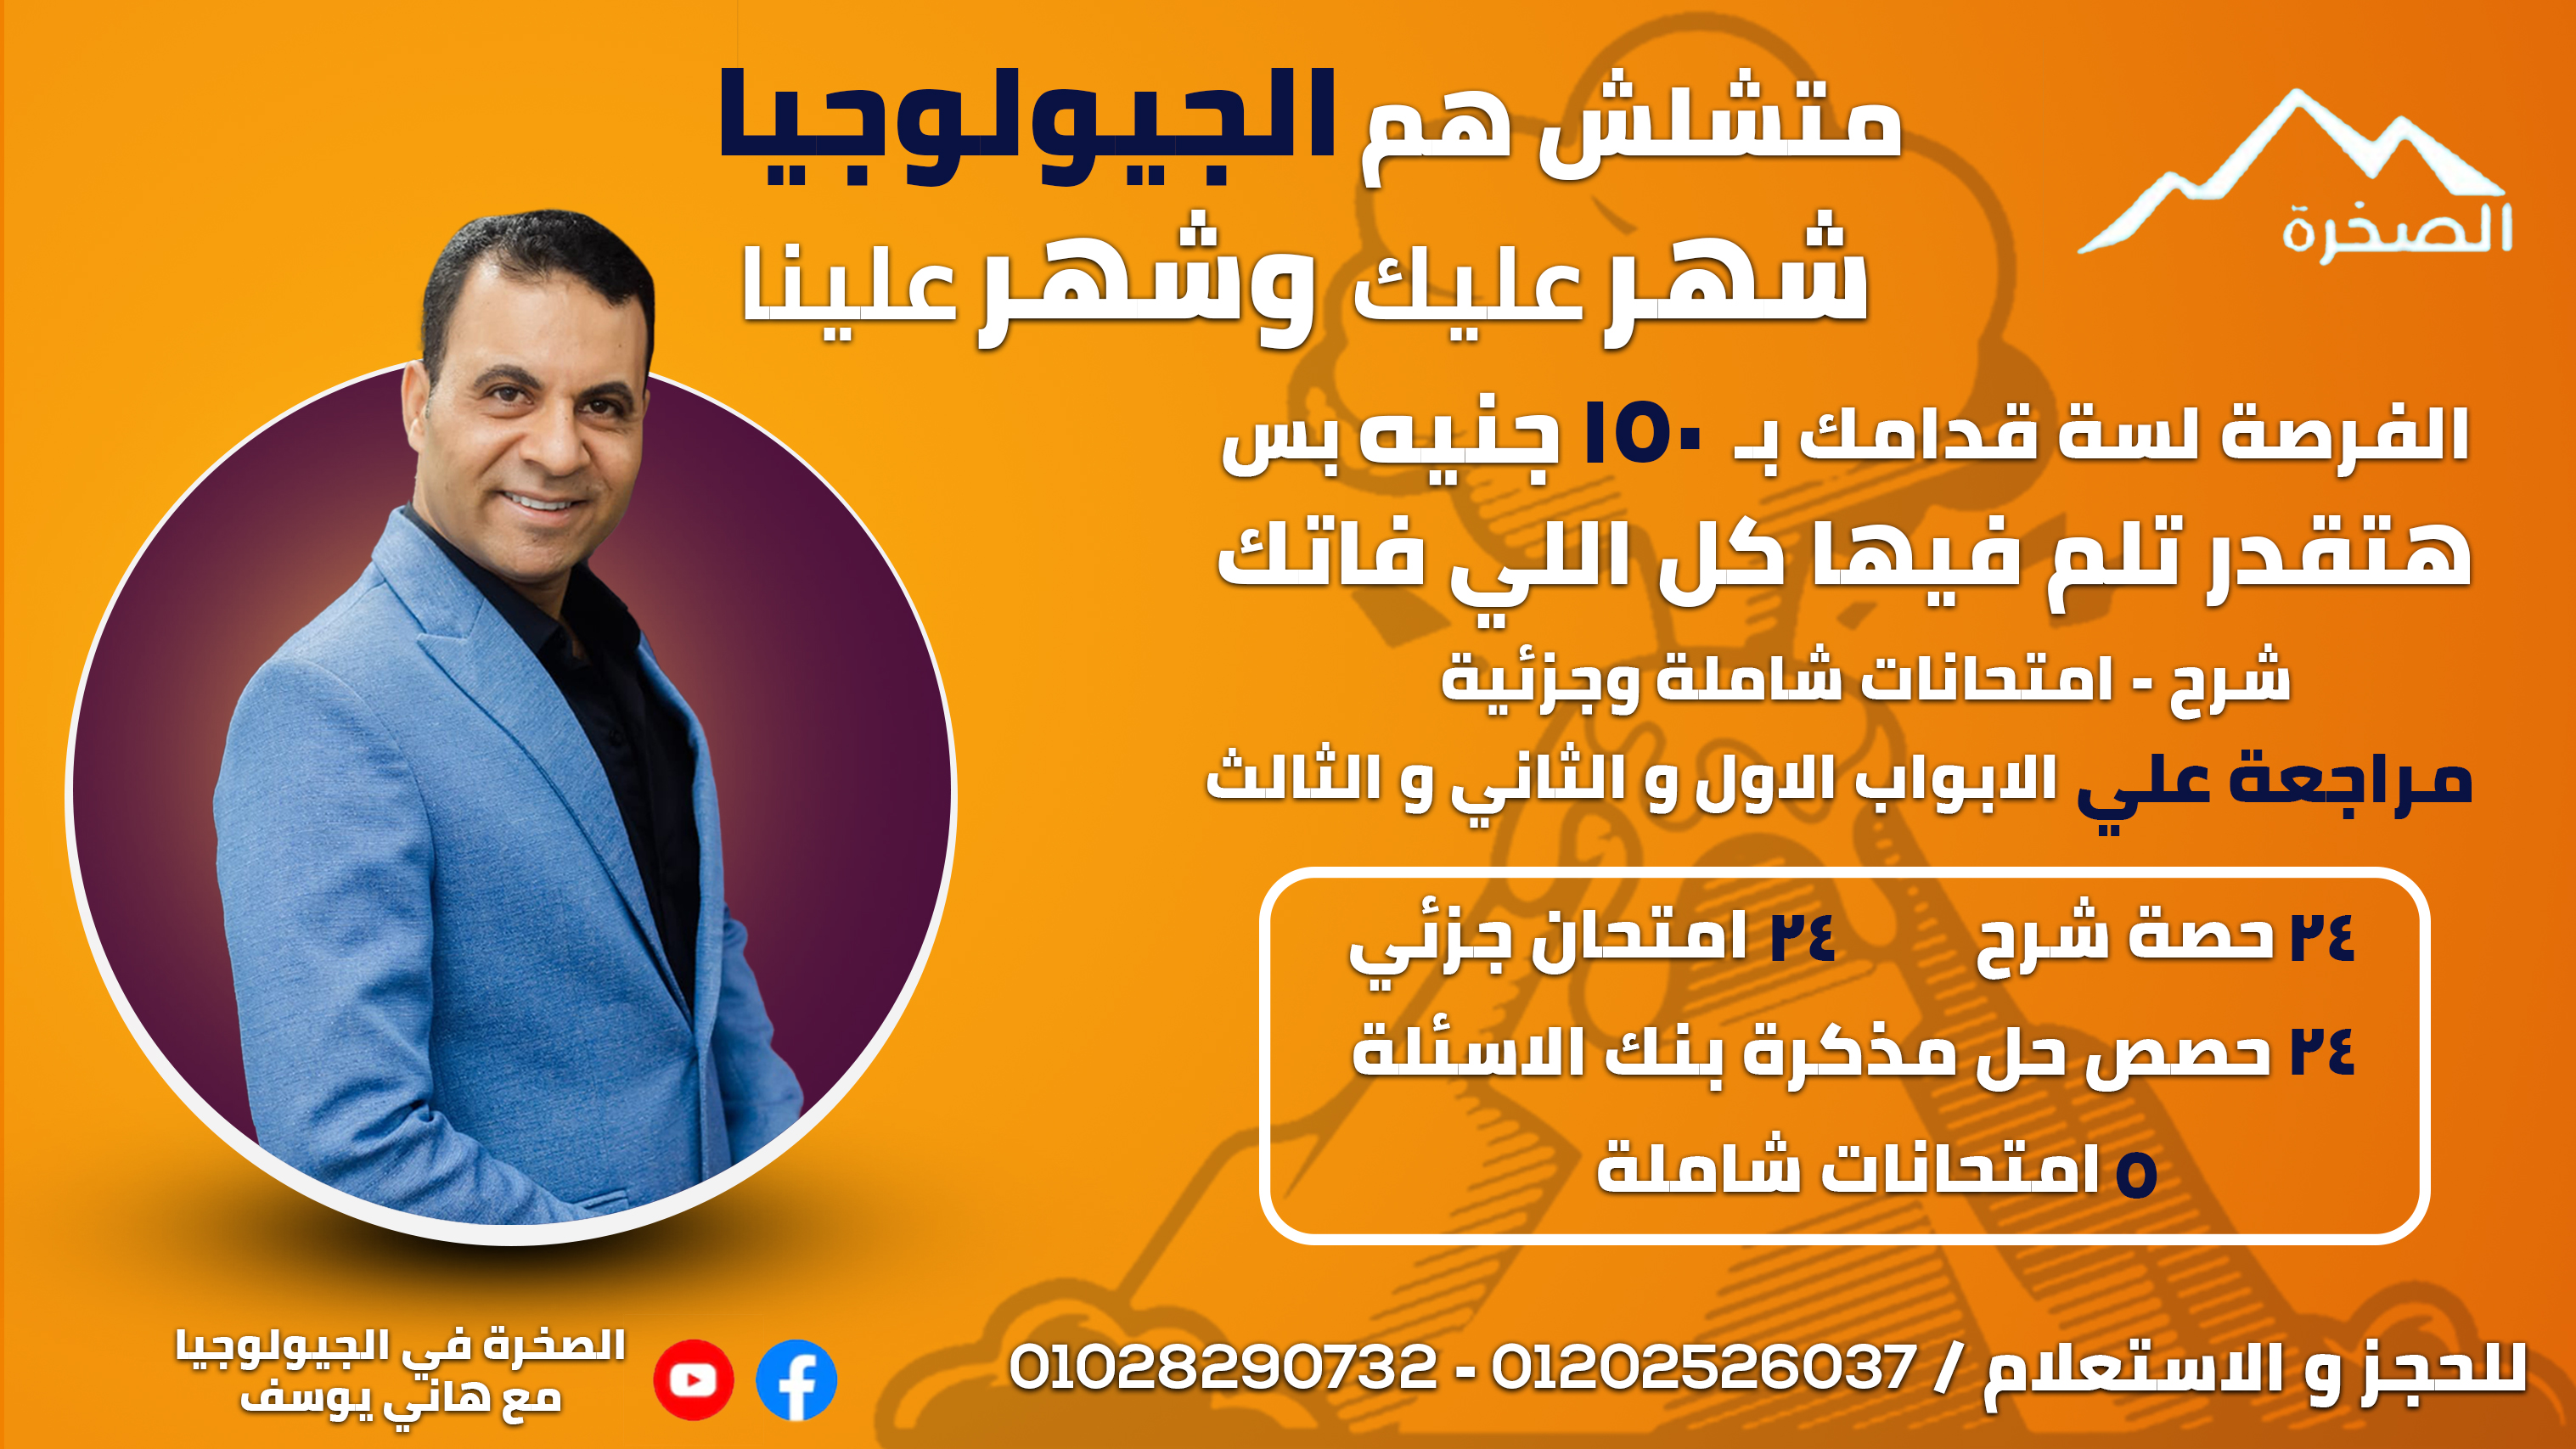 الصخرة
متشلش هم الجيولوجيا
شهر عليك وشهر علينا
الفرصة لسة قدامك بـ ١٥٠ جنيه بس
هتقدر تلم فيها كل اللي فاتك
شرح - امتحانات شاملة وجزئية
مراجعة علي الابواب الاول و الثاني و الثالث
٢٤ حصة شرح ٢٤ امتحان جزئي
٢٤ حصص حل مذكرة بنك الاسئلة
٥ امتحانات شاملة
للحجز و الاستعلام / 01202526037 - 01028290732
الصخرة في الجيولوجيا
مع هاني يوسف